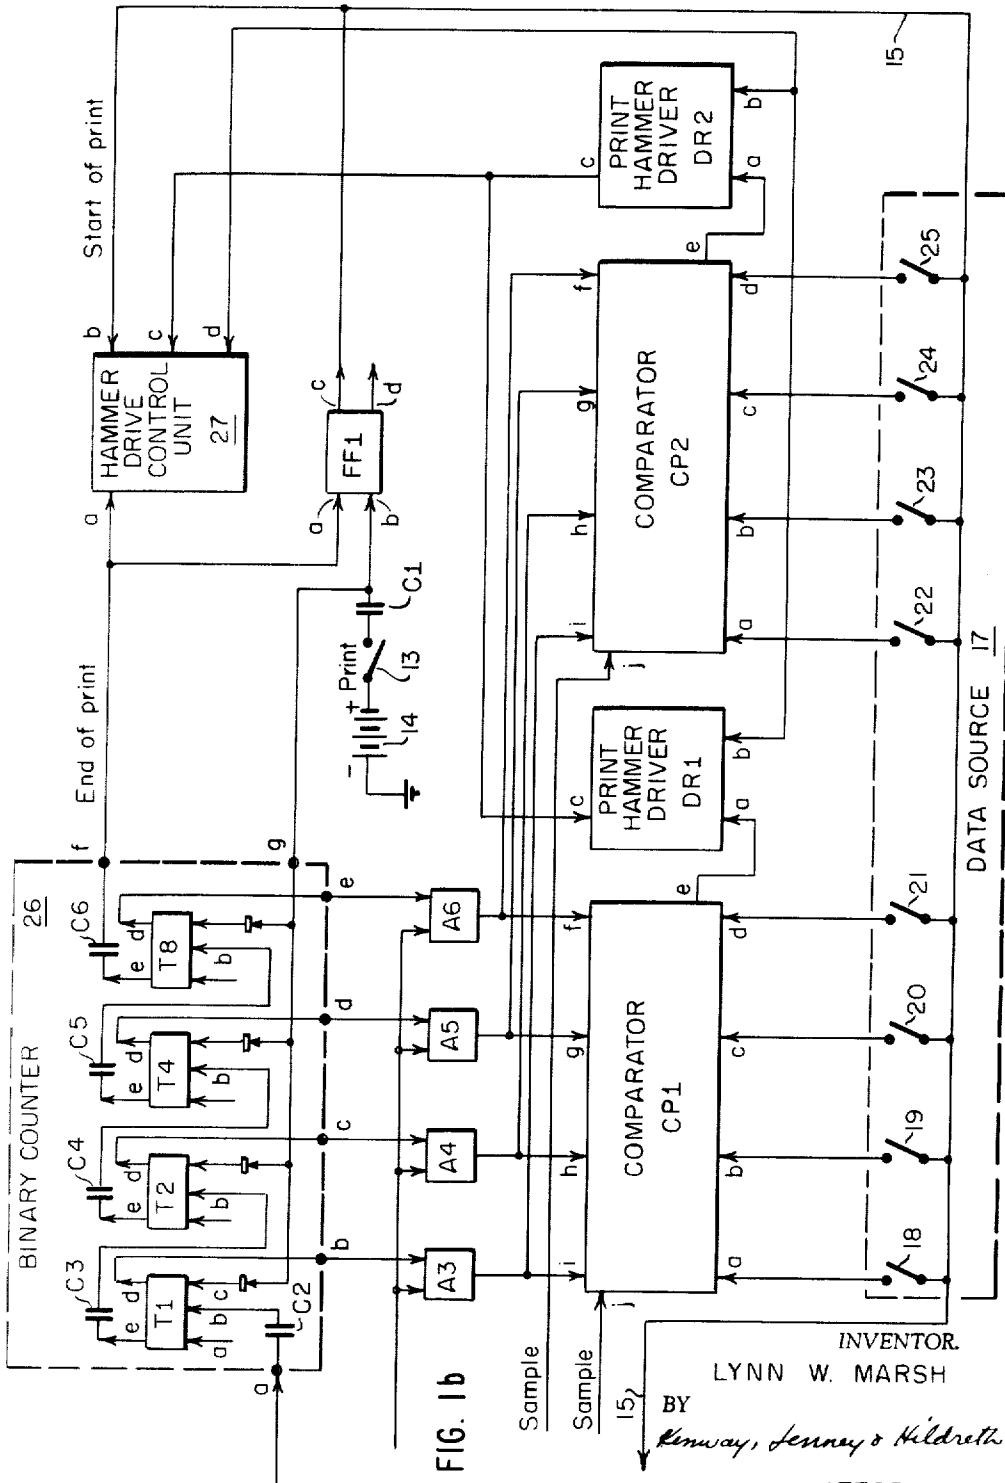 15
Start of print
b
c
d
HAMMER
DRIVE
CONTROL
UNIT
27
a
c
d
FF1
a
b
PRINT
HAMMER
DRIVER
DR2
c
b
a
e
End of print
f
g
C1
+ Print
13
14
-
BINARY COUNTER
26
C3
C4
C5
C6
e d
e d
e d
e d
T1
T2
T4
T8
a b c
b
b
b
C2
a
b
c
d
e
A3
A4
A5
A6
FIG. 1b
Sample
Sample
i
h
g
f
j
COMPARATOR
CP1
e
a
b
c
d
PRINT
HAMMER
DRIVER
DR1
c
a
b
i
h
g
f
j
COMPARATOR
CP2
a
b
c
d
18
19
20
21
22
23
24
25
DATA SOURCE 17
15
INVENTOR.
LYNN W. MARSH
BY
Kenway, Jenney & Hildreth